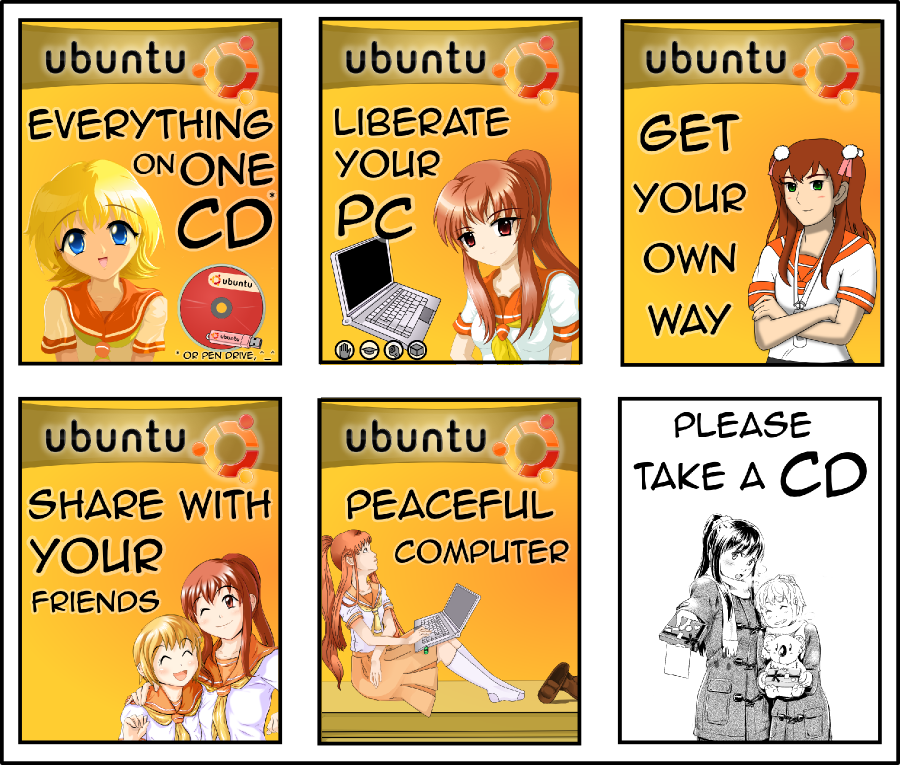 ubuntu
EVERYTHING
ON ONE
CD*
ubuntu
ubuntu
* OR PEN DRIVE, ^_^
ubuntu
LIBERATE
YOUR
PC
ubuntu
GET
YOUR
OWN
WAY
ubuntu
SHARE WITH
YOUR
FRIENDS
ubuntu
PEACEFUL
COMPUTER
PLEASE
TAKE A CD